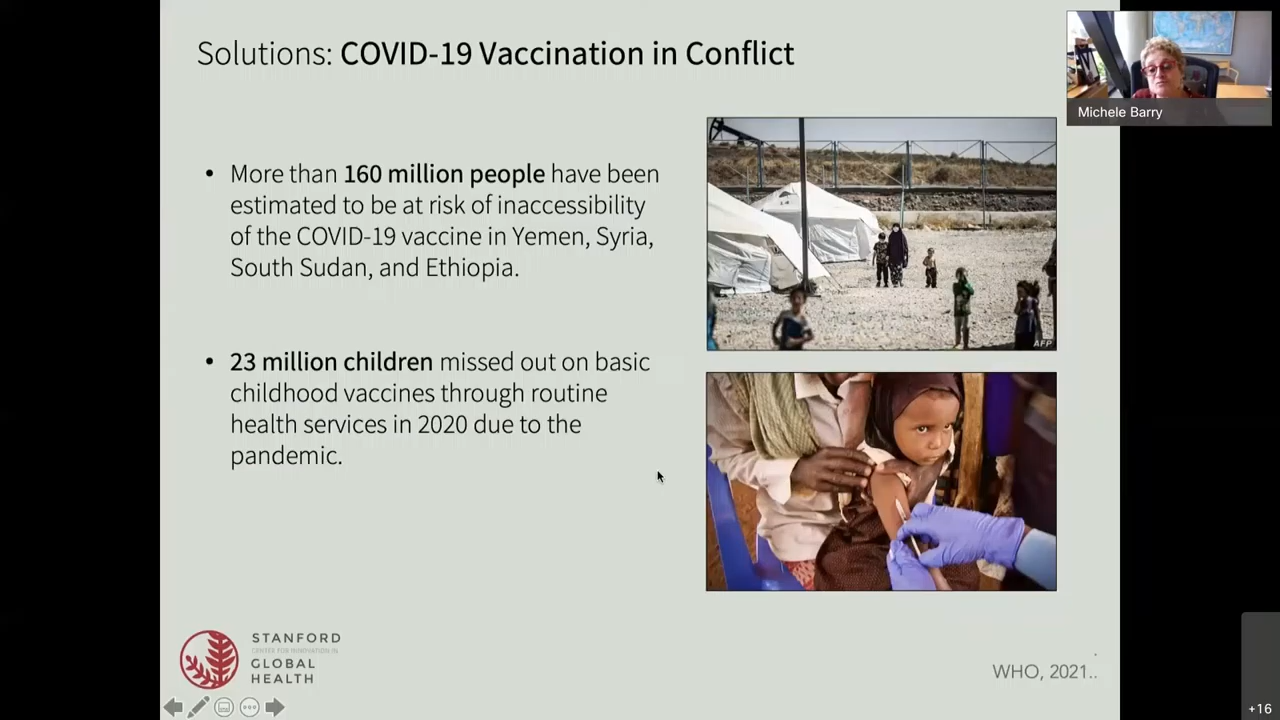 Solutions: COVID-19 Vaccination in Conflict
Michele Barry
• More than 160 million people have been
estimated to be at risk of inaccessibility
of the COVID-19 vaccine in Yemen, Syria,
South Sudan, and Ethiopia.
• 23 million children missed out on basic
childhood vaccines through routine
health services in 2020 due to the
pandemic.
AFP
STANFORD
CENTER FOR INNOVATION IN
GLOBAL
HEALTH
.
WHO, 2021..
+16